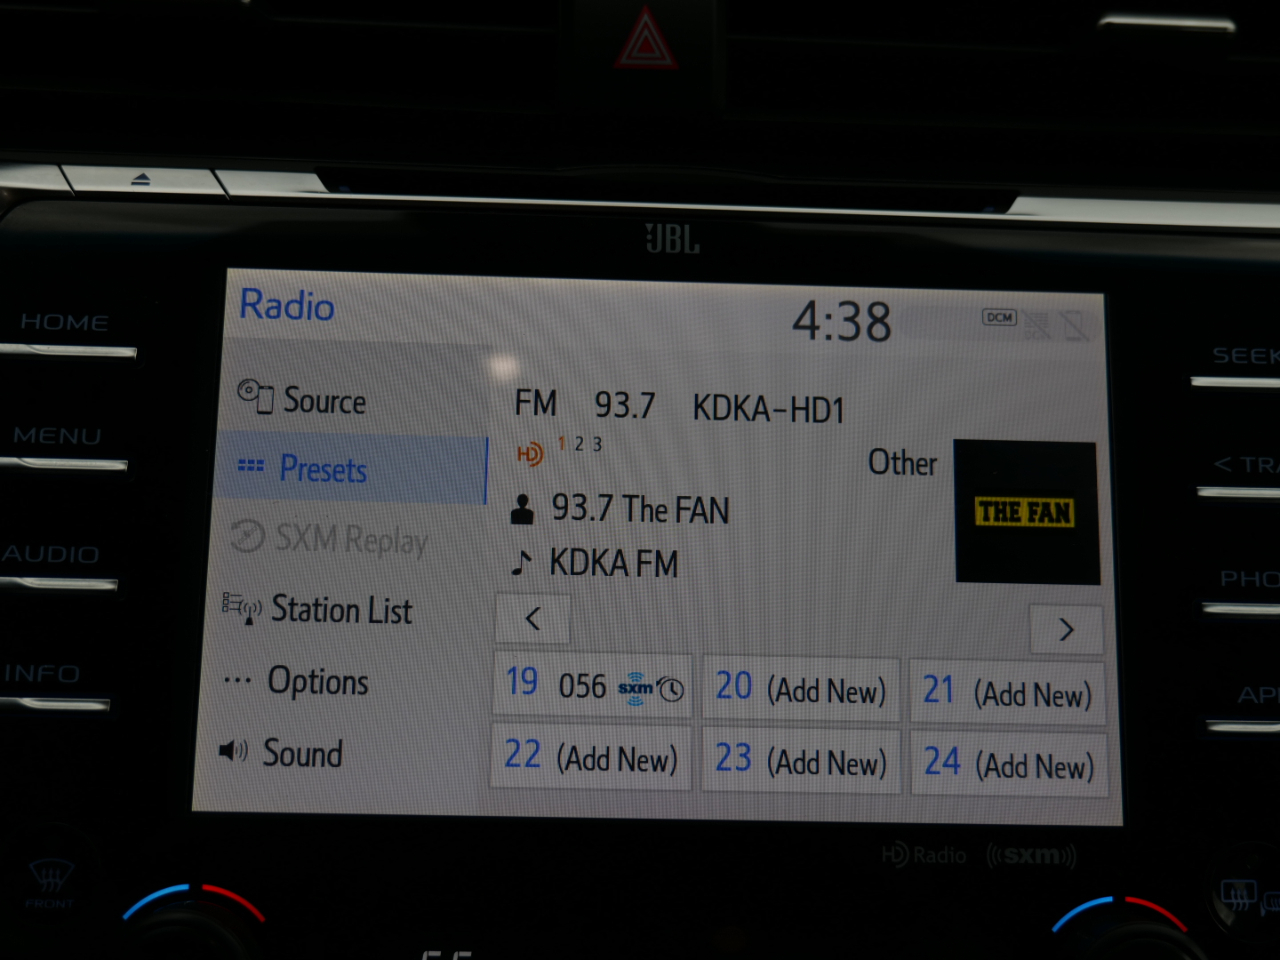 JBL
Radio
4:38
DCM
HOME
MENU
AUDIO
INFO
Source
Presets
SXM Replay
Station List
Options
Sound
FM 93.7 KDKA-HD1
HD 1 2 3
Other
93.7 The FAN
THE FAN
KDKA FM
<
>
19 056 sxm
20 (Add New)
21 (Add New)
22 (Add New)
23 (Add New)
24 (Add New)
SEEK
< TRA
PHO
AP
HD Radio
sxm
FRONT